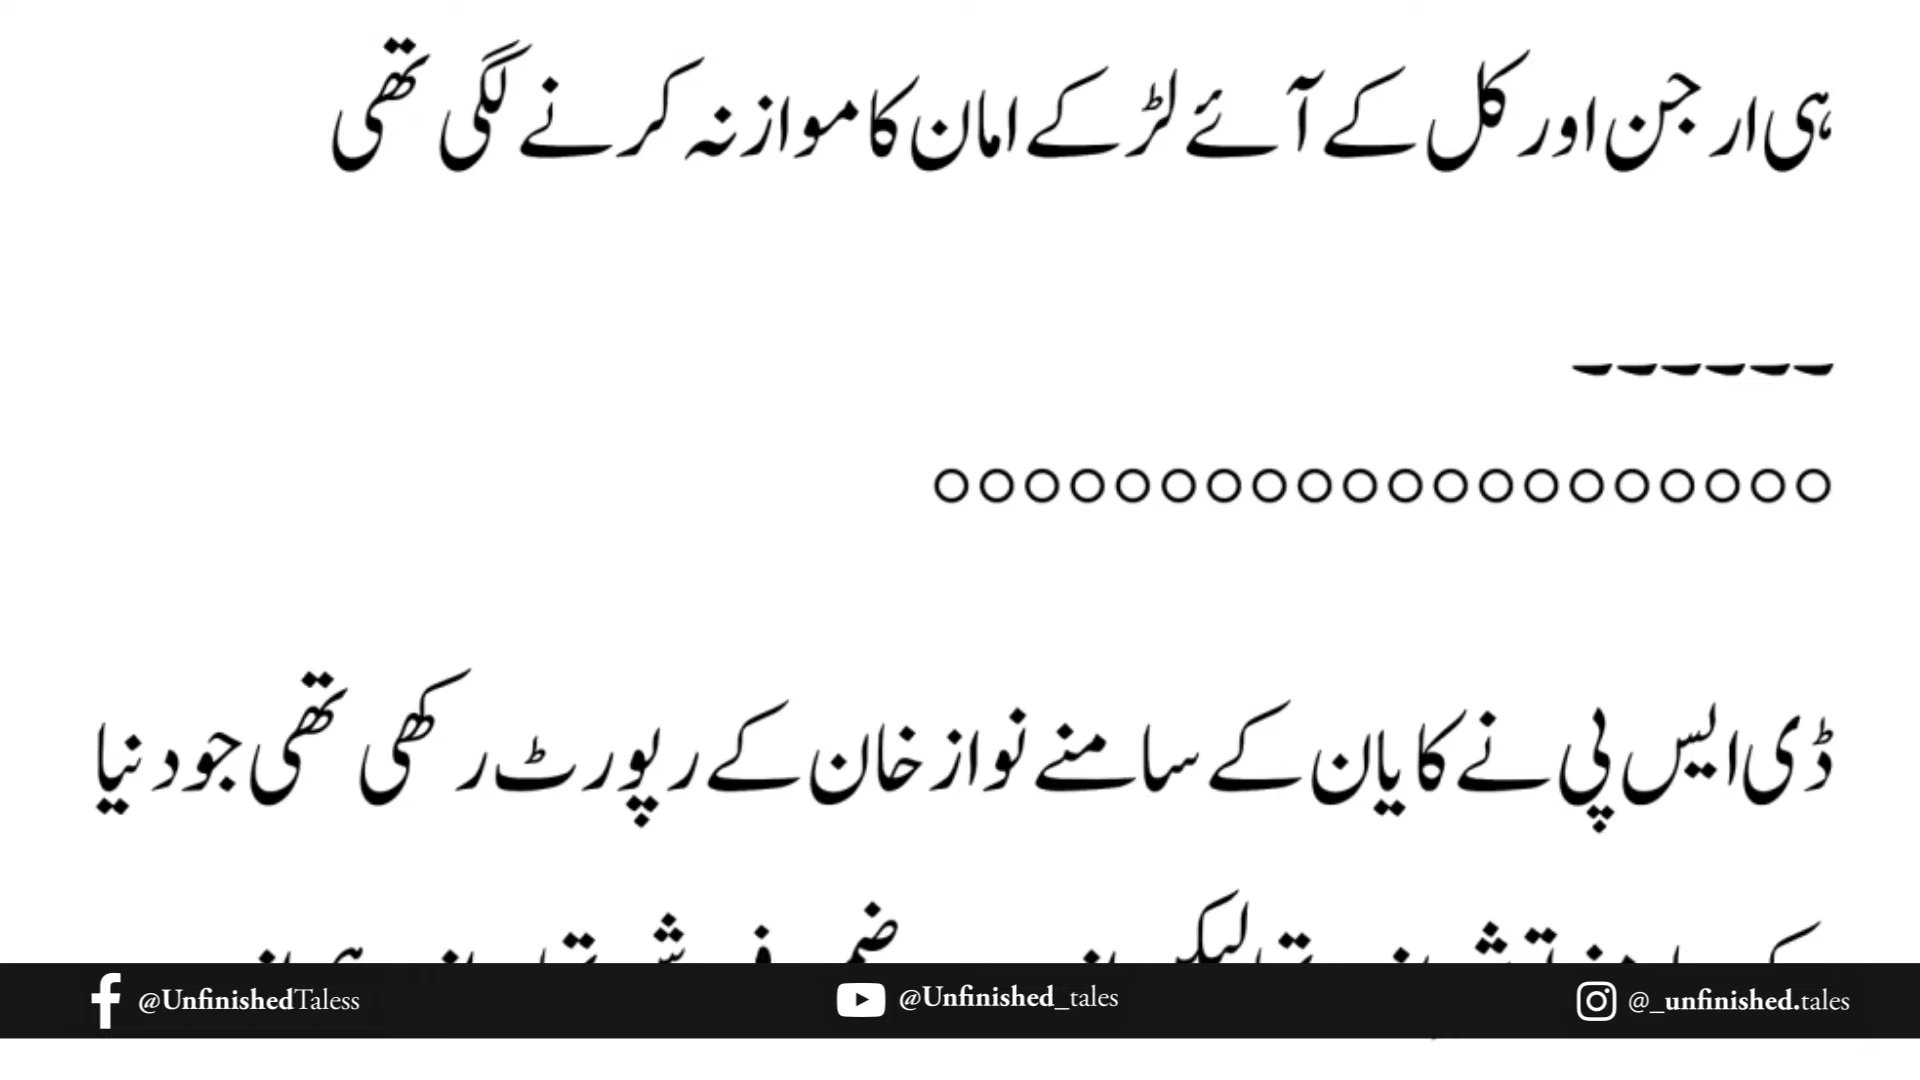 ہی ارجن اور کل کے آئے لڑکے امان کا موازنہ کرنے لگی تھی
۔۔۔۔۔۔
○○○○○○○○○○○○○○○○○○○○
ڈی ایس پی نے کایان کے سامنے نواز خان کے رپورٹ رکھی تھی جو دنیا
@UnfinishedTaless
@Unfinished_tales
@_unfinished.tales